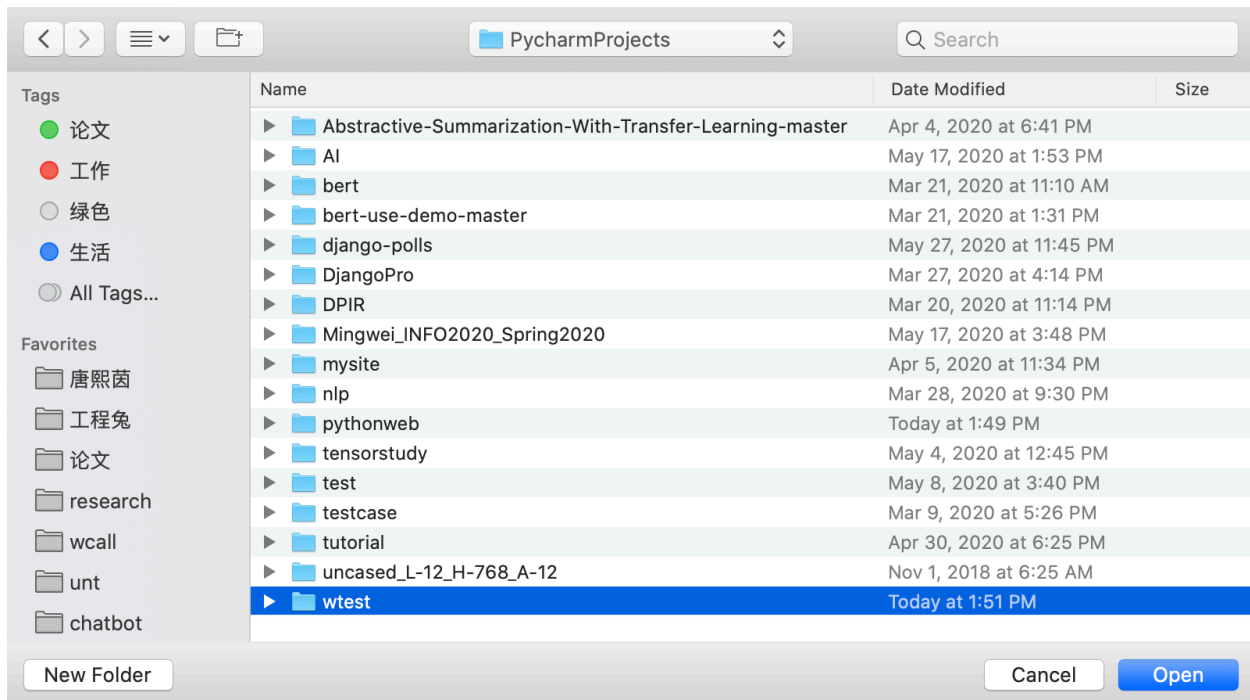 PycharmProjects
Search
Tags
论文
工作
绿色
生活
All Tags...
Favorites
唐熙茵
工程兔
论文
research
wcall
unt
chatbot
Name Date Modified Size
Abstractive-Summarization-With-Transfer-Learning-master Apr 4, 2020 at 6:41 PM
AI May 17, 2020 at 1:53 PM
bert Mar 21, 2020 at 11:10 AM
bert-use-demo-master Mar 21, 2020 at 1:31 PM
django-polls May 27, 2020 at 11:45 PM
DjangoPro Mar 27, 2020 at 4:14 PM
DPIR Mar 20, 2020 at 11:14 PM
Mingwei_INFO2020_Spring2020 May 17, 2020 at 3:48 PM
mysite Apr 5, 2020 at 11:34 PM
nlp Mar 28, 2020 at 9:30 PM
pythonweb Today at 1:49 PM
tensorstudy May 4, 2020 at 12:45 PM
test May 8, 2020 at 3:40 PM
testcase Mar 9, 2020 at 5:26 PM
tutorial Apr 30, 2020 at 6:25 PM
uncased_L-12_H-768_A-12 Nov 1, 2018 at 6:25 AM
wtest Today at 1:51 PM
New Folder Cancel Open